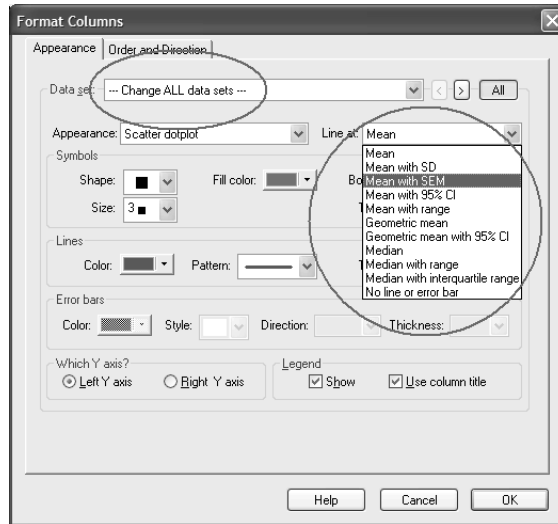 Format Columns
Appearance Order and Direction
Data set: --- Change ALL data sets --- < > All
Appearance: Scatter dotplot Line at: Mean
Symbols
Shape: Fill color:
Size: 3
Mean
Mean with SD
Mean with SEM
Mean with 95% CI
Mean with range
Geometric mean
Geometric mean with 95% CI
Median
Median with range
Median with interquartile range
No line or error bar
Lines
Color: Pattern:
Error bars
Color: Style: Direction: Thickness:
Which Y axis?
Left Y axis Right Y axis
Legend
Show Use column title
Help Cancel OK